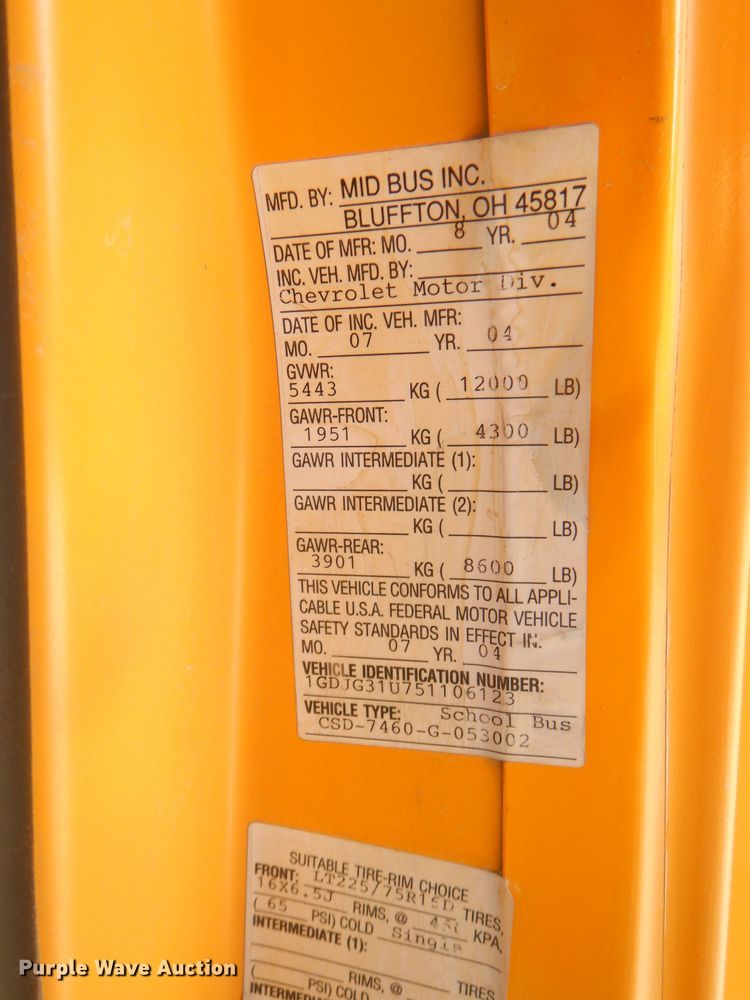 MFD. BY: MID BUS INC.
BLUFFTON, OH 45817
DATE OF MFR: MO. 8 YR. 04
INC. VEH. MFD. BY:
Chevrolet Motor Div.
DATE OF INC. VEH. MFR:
MO. 07 YR. 04
GVWR:
5443 KG ( 12000 LB)
GAWR-FRONT:
1951 KG ( 4300 LB)
GAWR INTERMEDIATE (1):
KG ( LB)
GAWR INTERMEDIATE (2):
KG ( LB)
GAWR-REAR:
3901 KG ( 8600 LB)
THIS VEHICLE CONFORMS TO ALL APPLI-
CABLE U.S.A. FEDERAL MOTOR VEHICLE
SAFETY STANDARDS IN EFFECT IN:
MO. 07 YR. 04
VEHICLE IDENTIFICATION NUMBER:
1GDJG31U751106123
VEHICLE TYPE: School Bus
CSD-7460-G-053002
SUITABLE TIRE-RIM CHOICE
FRONT: TIRES,
16X6.5J RIMS, @ KPA,
( 65 PSI) COLD Single
INTERMEDIATE (1):
TIRES
RIMS, @
( PSI) COLD
Purple Wave Auction